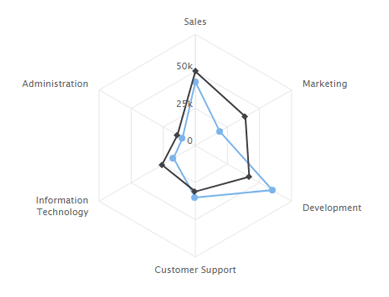 Sales
50k
Administration
Marketing
25k
0
Information
Technology
Development
Customer Support